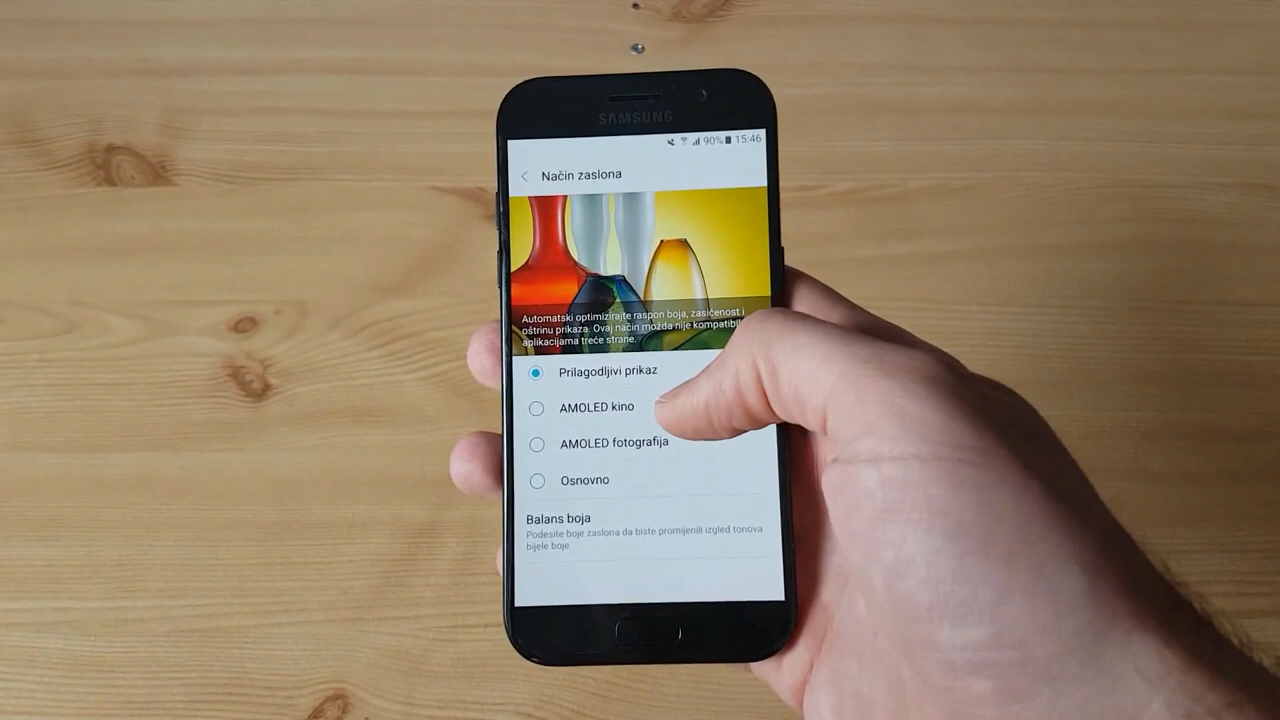 SAMSUNG
90% 15:46
Način zaslona
Automatski optimizirajte raspon boja, zasićenost i
oštrinu prikaza. Ovaj način možda nije
aplikacijama treće strane.
Prilagodljivi prikaz
AMOLED kino
AMOLED fotografija
Osnovno
Balans boja
Podesite boje zaslona da biste promijenili izgled tonova
bijele boje